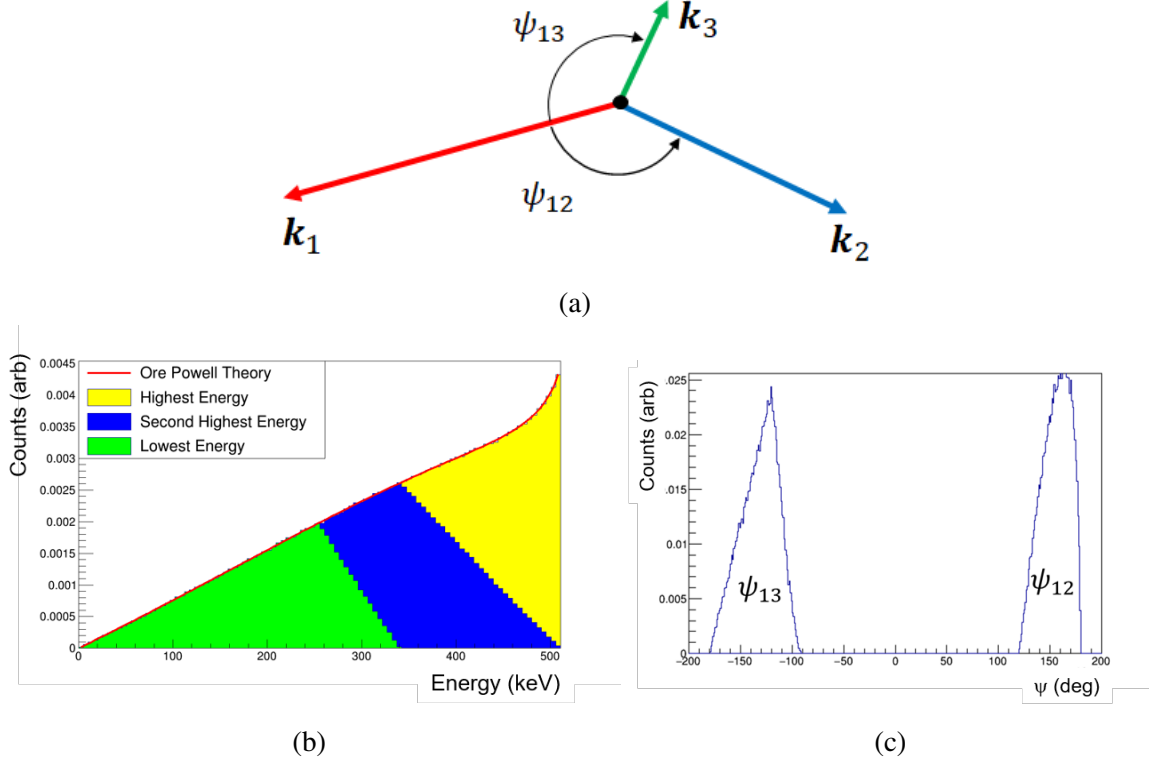 ψ₁₃
k₃
k₁
ψ₁₂
k₂
(a)
Counts (arb)
0.0045
0.004
0.0035
0.003
0.0025
0.002
0.0015
0.001
0.0005
0
Ore Powell Theory
Highest Energy
Second Highest Energy
Lowest Energy
0 100 200 300 400 500
Energy (keV)
(b)
Counts (arb)
.025
0.02
.015
0.01
0.005
0
ψ₁₃
ψ₁₂
−200 −150 −100 −50 0 50 100 150 200
ψ (deg)
(c)